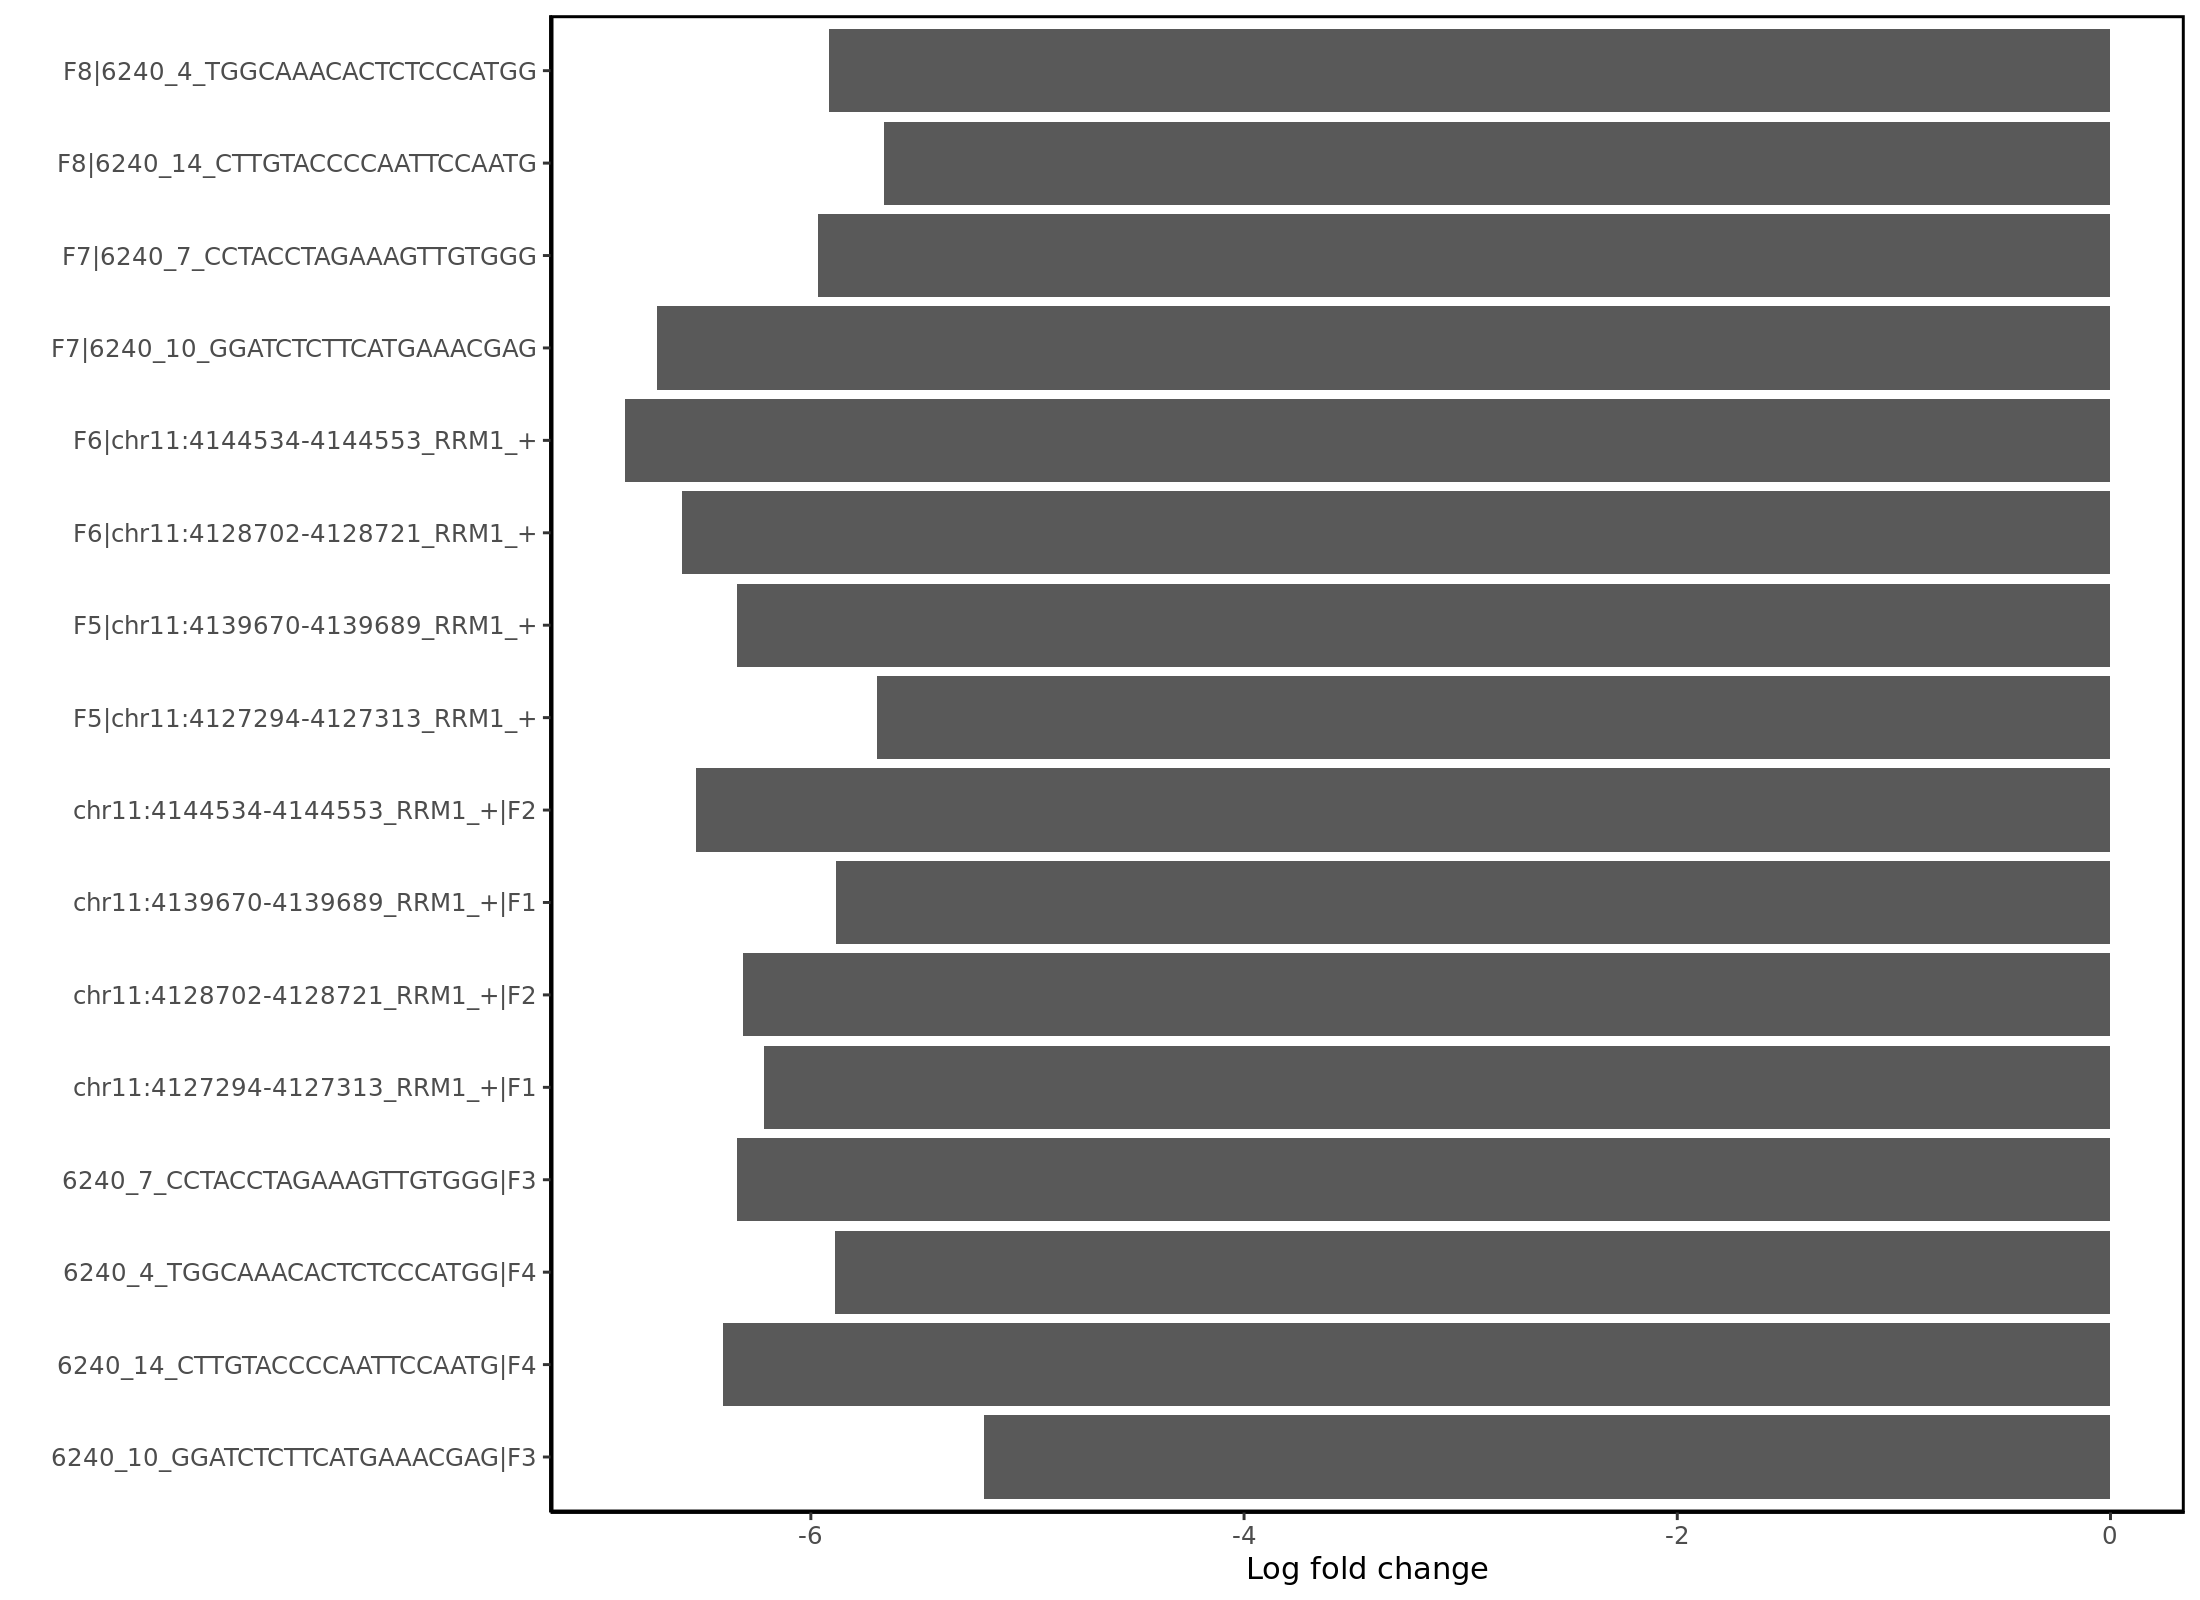 F8|6240_4_TGGCAAACACTCTCCCATGG
F8|6240_14_CTTGTACCCCAATTCCAATG
F7|6240_7_CCTACCTAGAAAGTTGTGGG
F7|6240_10_GGATCTCTTCATGAAACGAG
F6|chr11:4144534-4144553_RRM1_+
F6|chr11:4128702-4128721_RRM1_+
F5|chr11:4139670-4139689_RRM1_+
F5|chr11:4127294-4127313_RRM1_+
chr11:4144534-4144553_RRM1_+|F2
chr11:4139670-4139689_RRM1_+|F1
chr11:4128702-4128721_RRM1_+|F2
chr11:4127294-4127313_RRM1_+|F1
6240_7_CCTACCTAGAAAGTTGTGGG|F3
6240_4_TGGCAAACACTCTCCCATGG|F4
6240_14_CTTGTACCCCAATTCCAATG|F4
6240_10_GGATCTCTTCATGAAACGAG|F3
-6 -4 -2 0
Log fold change